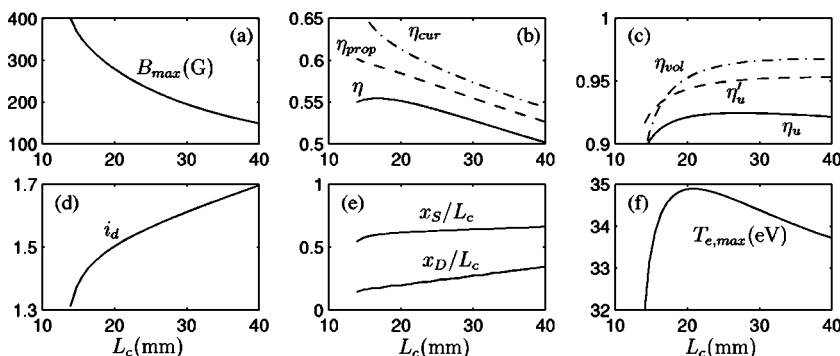 400
300
200
100
10 20 30 40
B_max(G)
(a)
0.65
0.6
0.55
0.5
10 20 30 40
η_cur
η_prop
η
(b)
1
0.95
0.9
10 20 30 40
(c)
η_vol
η′_u
η_u
1.7
1.5
1.3
10 20 30 40
(d)
i_d
L_c(mm)
1
0.5
0
10 20 30 40
(e)
x_S/L_c
x_D/L_c
L_c(mm)
35
34
33
32
10 20 30 40
(f)
T_e,max(eV)
L_c(mm)